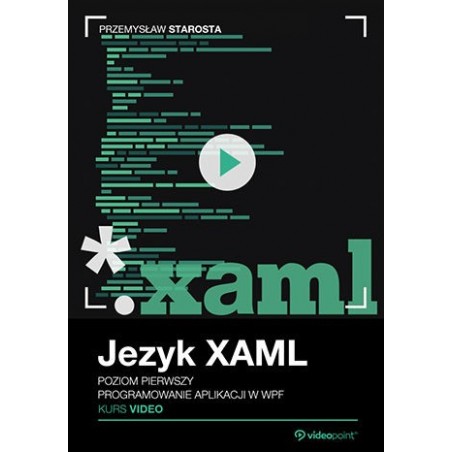 PRZEMYSŁAW STAROSTA
*.xaml
Jezyk XAML
POZIOM PIERWSZY
PROGRAMOWANIE APLIKACJI W WPF
KURS VIDEO
videopoint